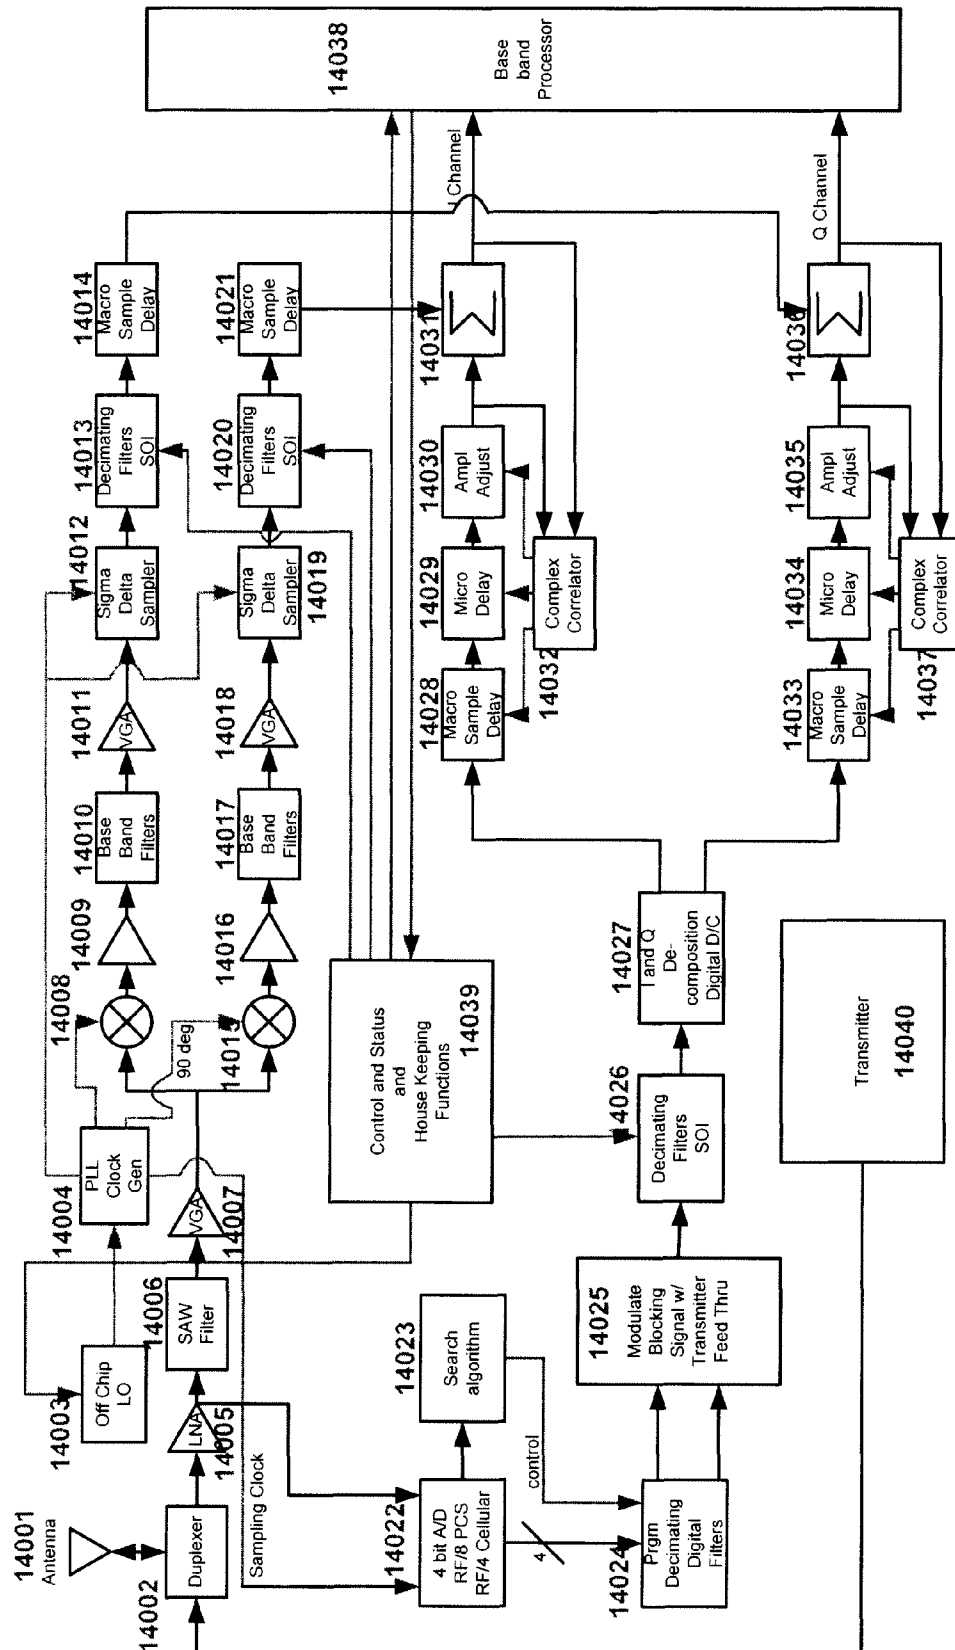 14001
Antenna
14002
Duplexer
14003
Off Chip
LO
14004
PLL
Clock
Gen
LNA
14005
14006
SAW
Filter
VGA
14007
Sampling Clock
90 deg
14008
14009
14010
Base
Band
Filters
14011
VGA
14012
Sigma
Delta
Sampler
14013
Decimating
Filters
SOI
14014
Macro
Sample
Delay
14015
14016
14017
Base
Band
Filters
14018
VGA
14019
Sigma
Delta
Sampler
14020
Decimating
Filters
SOI
14021
Macro
Sample
Delay
14022
4 bit A/D
RF/8 PCS
RF/4 Cellular
14023
Search
algorithm
control
4
14024
Prgm
Decimating
Digital
Filters
14025
Modulate
Blocking
Signal w/
Transmitter
Feed Thru
14026
Decimating
Filters
SOI
14027
I and Q
De-
composition
Digital D/C
14028
Macro
Sample
Delay
14029
Micro
Delay
14030
Ampl
Adjust
14031
Σ
14032
Complex
Correlator
I Channel
14033
Macro
Sample
Delay
14034
Micro
Delay
14035
Ampl
Adjust
14036
Σ
14037
Complex
Correlator
Q Channel
14038
Base
band
Processor
Control and Status
and
House Keeping
Functions
14039
Transmitter
14040